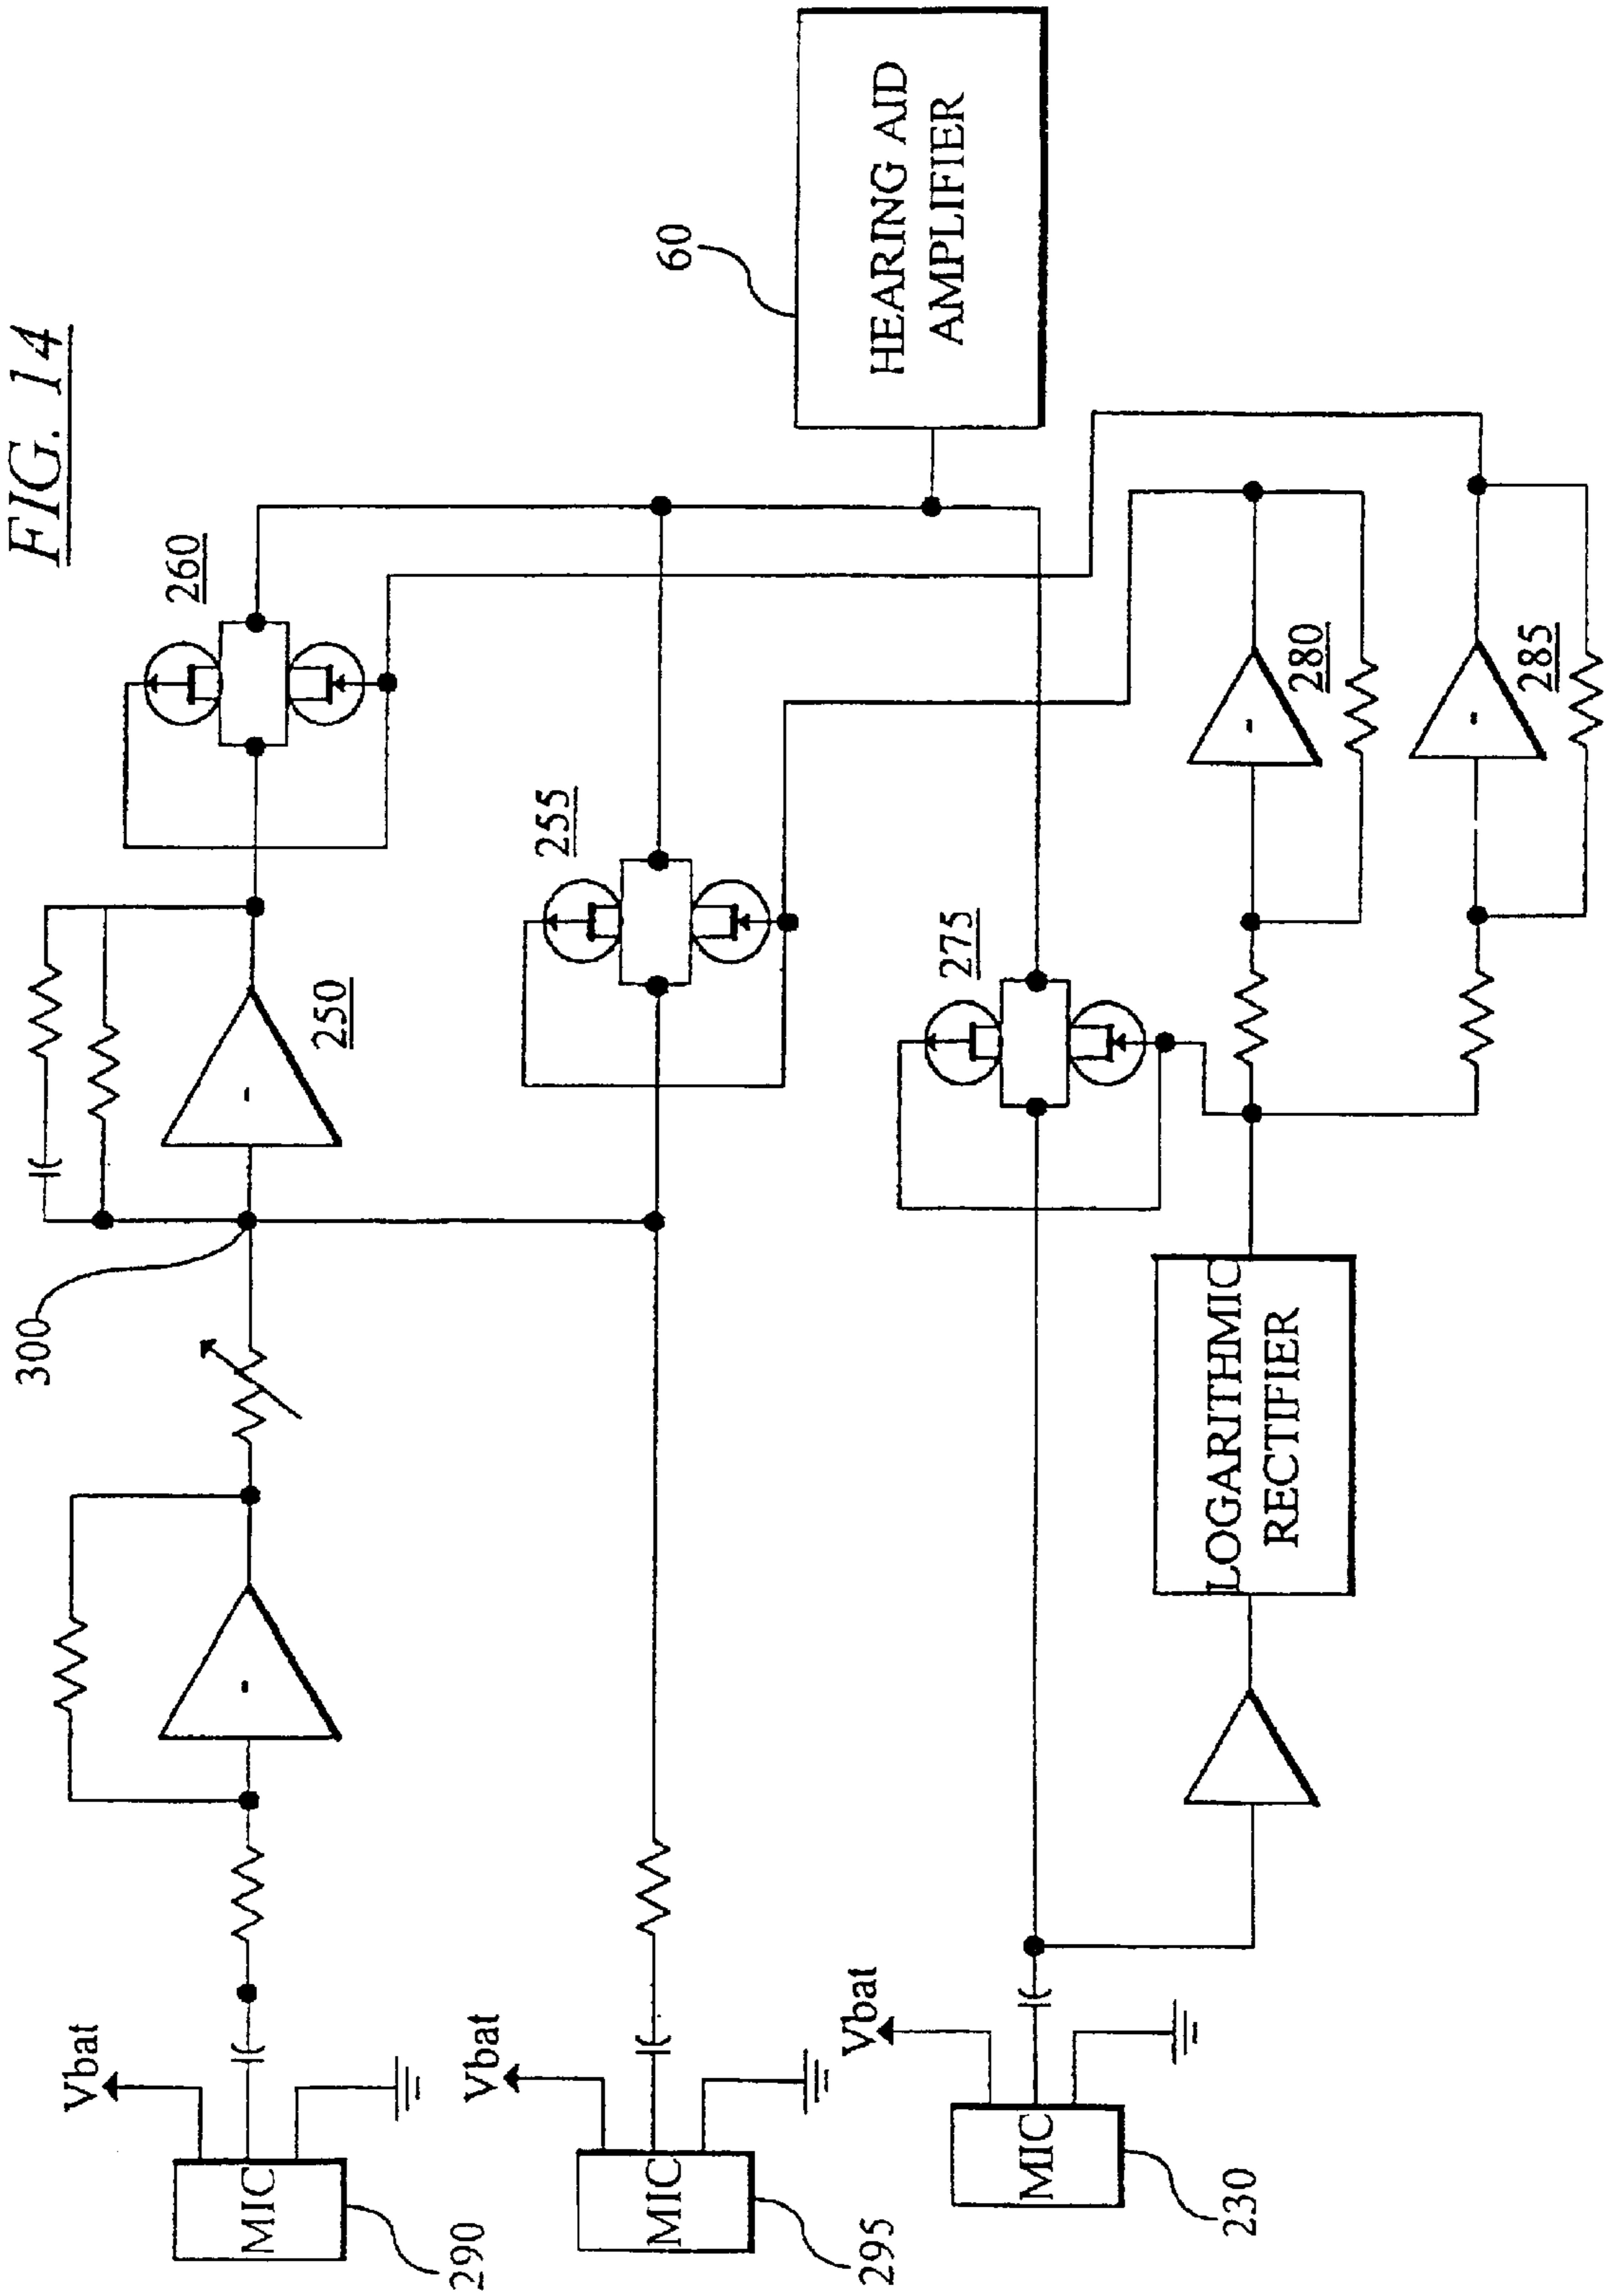 FIG. 14
260
60
HEARING AID
AMPLIFIER
255
250
280
285
275
300
LOGARITHMIC
RECTIFIER
Vbat
MIC
290
Vbat
MIC
295
Vbat
MIC
230